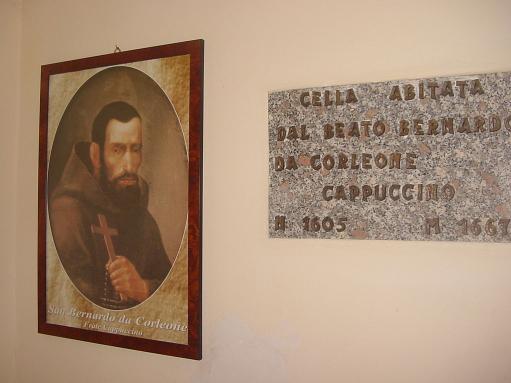 San Bernardo da Corleone
Frate Cappuccino
CELLA ABITATA
DAL BEATO BERNARDO
DA CORLEONE
CAPPUCCINO
N 1605 M 1667